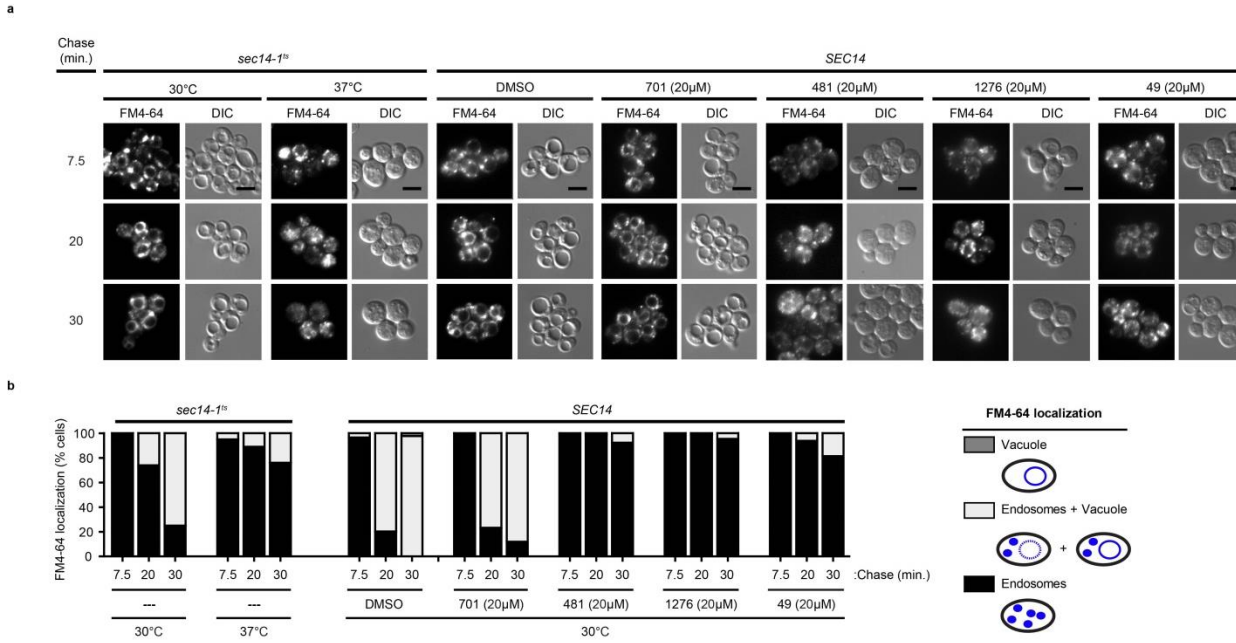 a
Chase
(min.)
sec14-1ts
SEC14
30°C
37°C
DMSO
701 (20μM)
481 (20μM)
1276 (20μM)
49 (20μM)
FM4-64 DIC FM4-64 DIC FM4-64 DIC FM4-64 DIC FM4-64 DIC FM4-64 DIC FM4-64 DIC
7.5
20
30
b
sec14-1ts
SEC14
FM4-64 localization (% cells)
100
80
60
40
20
0
7.5 20 30 7.5 20 30 7.5 20 30 7.5 20 30 7.5 20 30 7.5 20 30 7.5 20 30 :Chase (min.)
--- --- DMSO 701 (20μM) 481 (20μM) 1276 (20μM) 49 (20μM)
30°C 37°C 30°C
FM4-64 localization
Vacuole
Endosomes + Vacuole
+
Endosomes